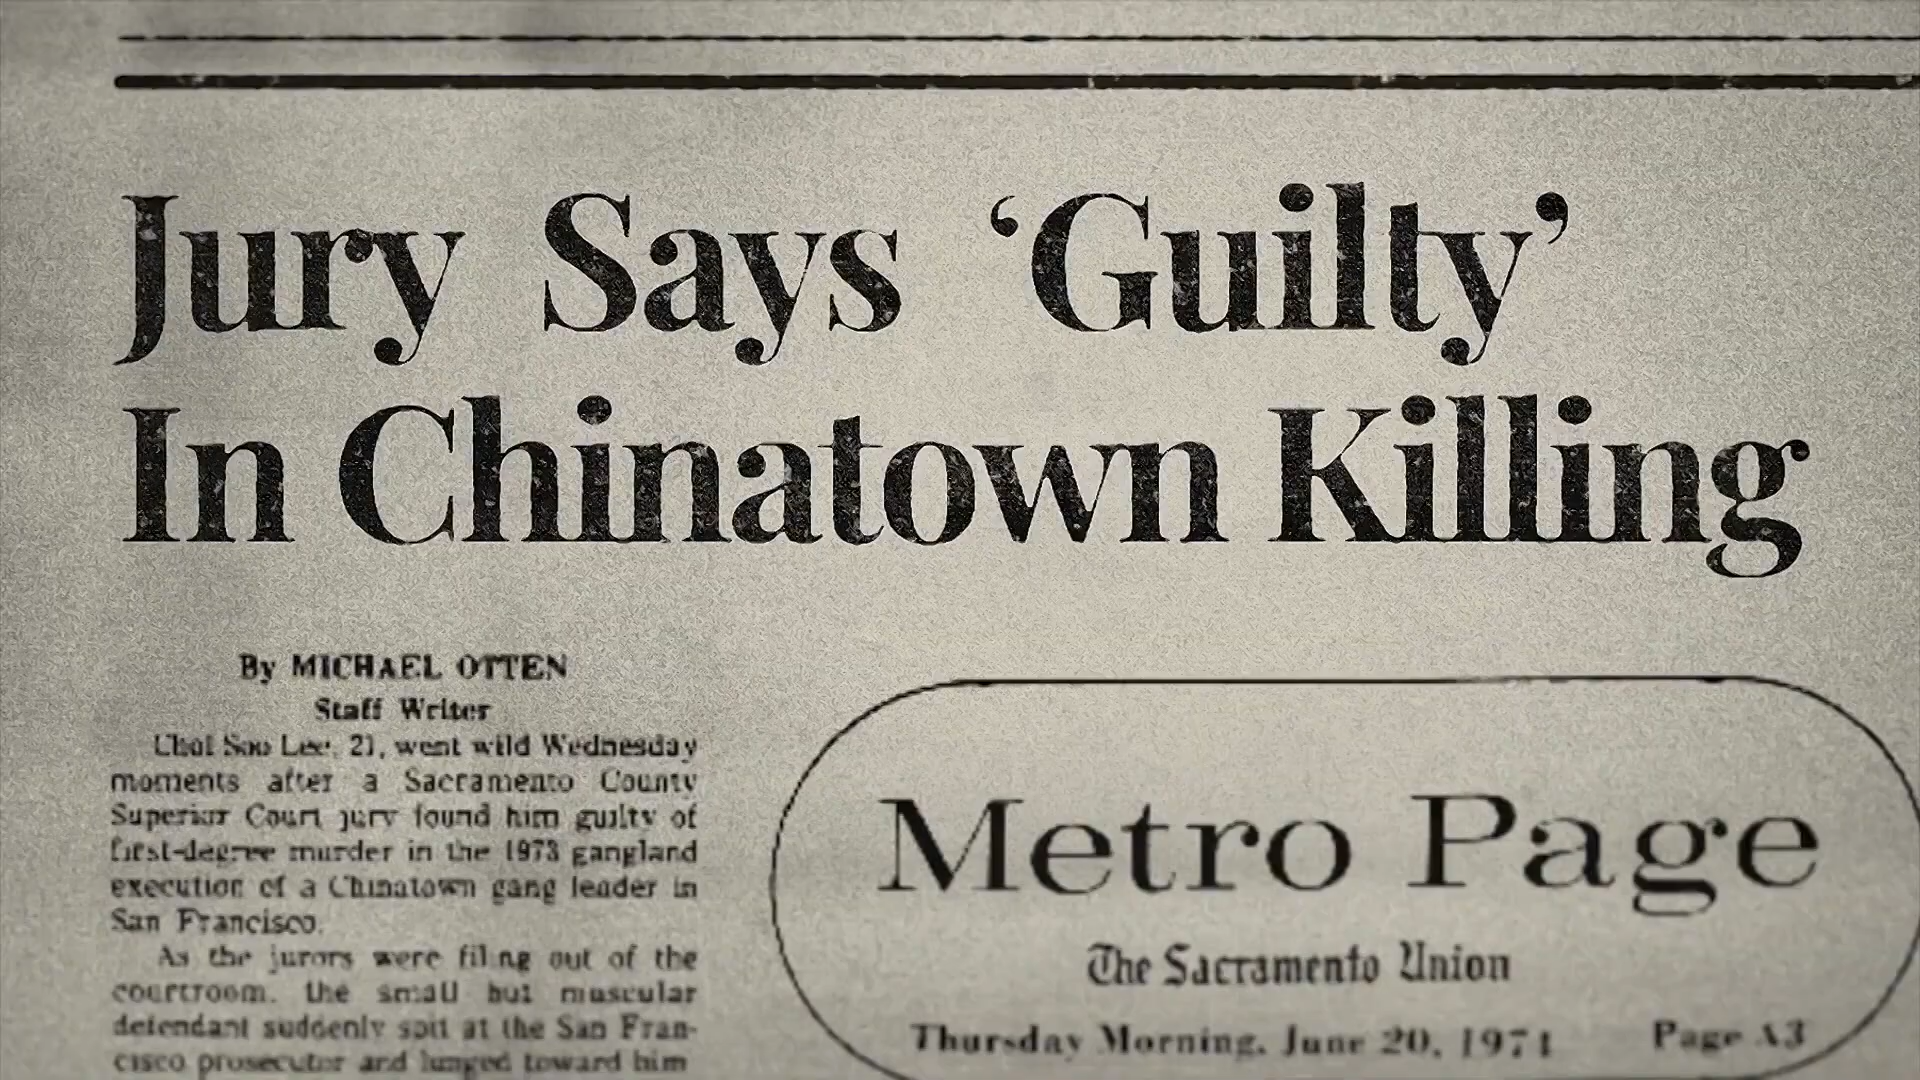 Jury Says ‘Guilty’
In Chinatown Killing
By MICHAEL OTTEN
Staff Writer
Chol Soo Lee, 21, went wild Wednesday
moments after a Sacramento County
Superior Court jury found him guilty of
first-degree murder in the 1973 gangland
execution of a Chinatown gang leader in
San Francisco.
As the jurors were filing out of the
courtroom, the small but muscular
defendant suddenly spit at the San Fran-
cisco prosecutor and lunged toward him
Metro Page
The Sacramento Union
Thursday Morning, June 20, 1974
Page A3